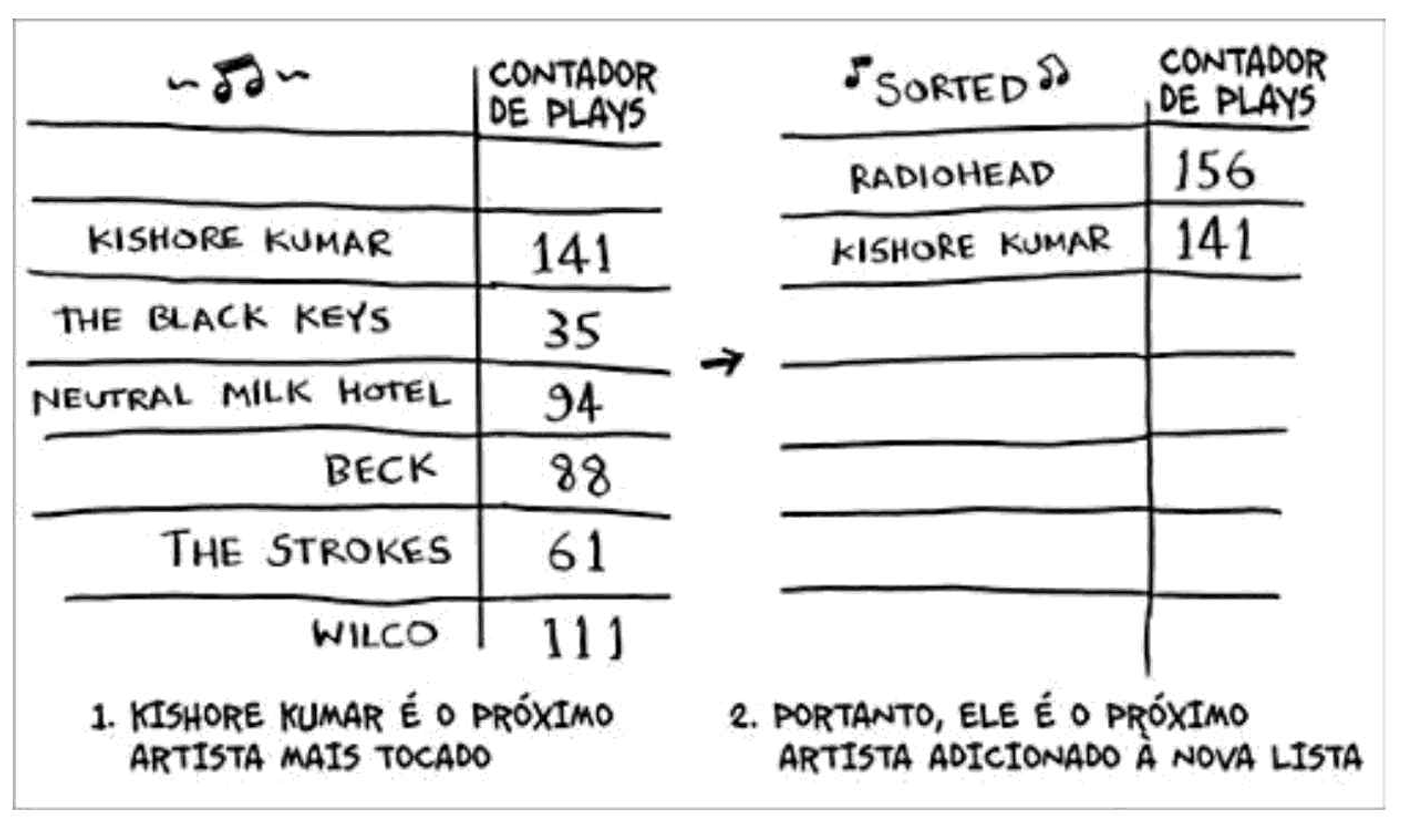 CONTADOR
DE PLAYS
KISHORE KUMAR 141
THE BLACK KEYS 35
NEUTRAL MILK HOTEL 94
BECK 88
THE STROKES 61
WILCO 111
1. KISHORE KUMAR É O PRÓXIMO
ARTISTA MAIS TOCADO
SORTED
CONTADOR
DE PLAYS
RADIOHEAD 156
KISHORE KUMAR 141
2. PORTANTO, ELE É O PRÓXIMO
ARTISTA ADICIONADO À NOVA LISTA